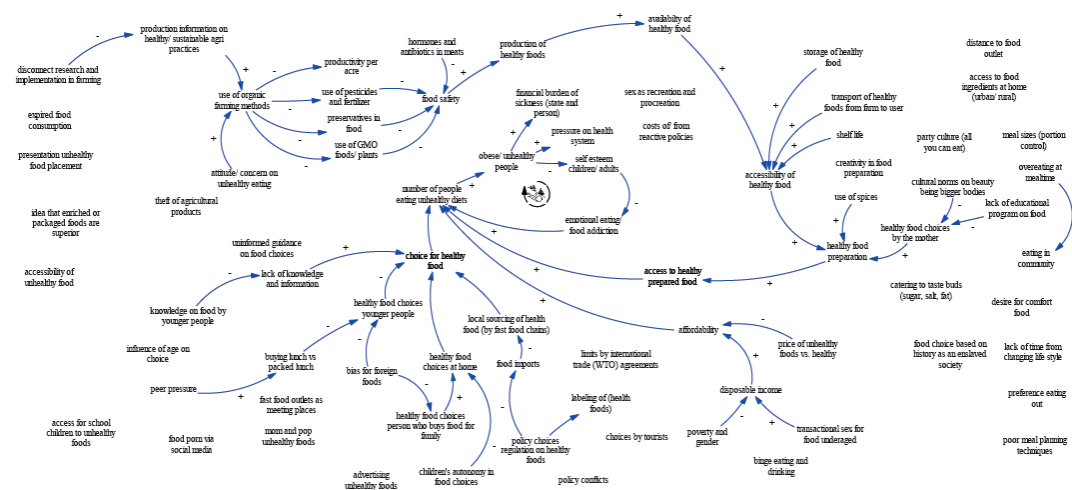 production information on
healthy/ sustainable agri
practices
availabilty of
healthy food
hormones and
antibiotics in meats
production of
healthy foods
distance to food
outlet
storage of healthy
food
disconnect research and
implementation in farming
productivity per
acre
access to food
ingredients at home
(urban/ rural)
use of organic
farming methods
use of pesticides
and fertilizer
food safety
financial burden of
sickness (state and
person)
sex as recreation and
procreation
transport of healthy
foods from farm to user
expired food
consumption
preservatives in
food
costs from
reactive policies
pressure on health
system
shelf life
party culture (all
you can eat)
meal sizes (portion
control)
use of GMO
foods/ plants
presentation unhealthy
food placement
obese/ unhealthy
people
self esteem
children/ adults
accessibility of
healthy food
creativity in food
preparation
overeating at
mealtime
attitude/ concern on
unhealthy eating
number of people
eating unhealthy diets
cultural norms on beauty
being bigger bodies
use of spices
theft of agricultural
products
lack of educational
program on food
idea that enriched or
packaged foods are
superior
emotional eating/
food addiction
healthy food choices
by the mother
uninformed guidance
on food choices
choice for healthy
food
healthy food
preparation
eating in
community
accessibility of
unhealthy food
lack of knowledge
and information
access to healthy
prepared food
catering to taste buds
(sugar, salt, fat)
knowledge on food by
younger people
healthy food choices
younger people
local sourcing of health
food (by fast food chains)
affordability
desire for comfort
food
influence of age on
choice
buying lunch vs
packed lunch
bias for foreign
foods
healthy food
choices at home
food imports
limits by international
trade (WTO) agreements
price of unhealthy
foods vs. healthy
food choice based on
history as an enslaved
society
lack of time from
changing life style
peer pressure
fast food outlets as
meeting places
healthy food choices
person who buys food for
family
labeling of (health
foods)
disposable income
preference eating
out
access for school
children to unhealthy
foods
food porn via
social media
mom and pop
unhealthy foods
policy choices
regulation on healthy
foods
choices by tourists
poverty and
gender
transactional sex for
food underaged
poor meal planning
techniques
advertising
unhealthy foods
children's autonomy in
food choices
policy conflicts
binge eating and
drinking